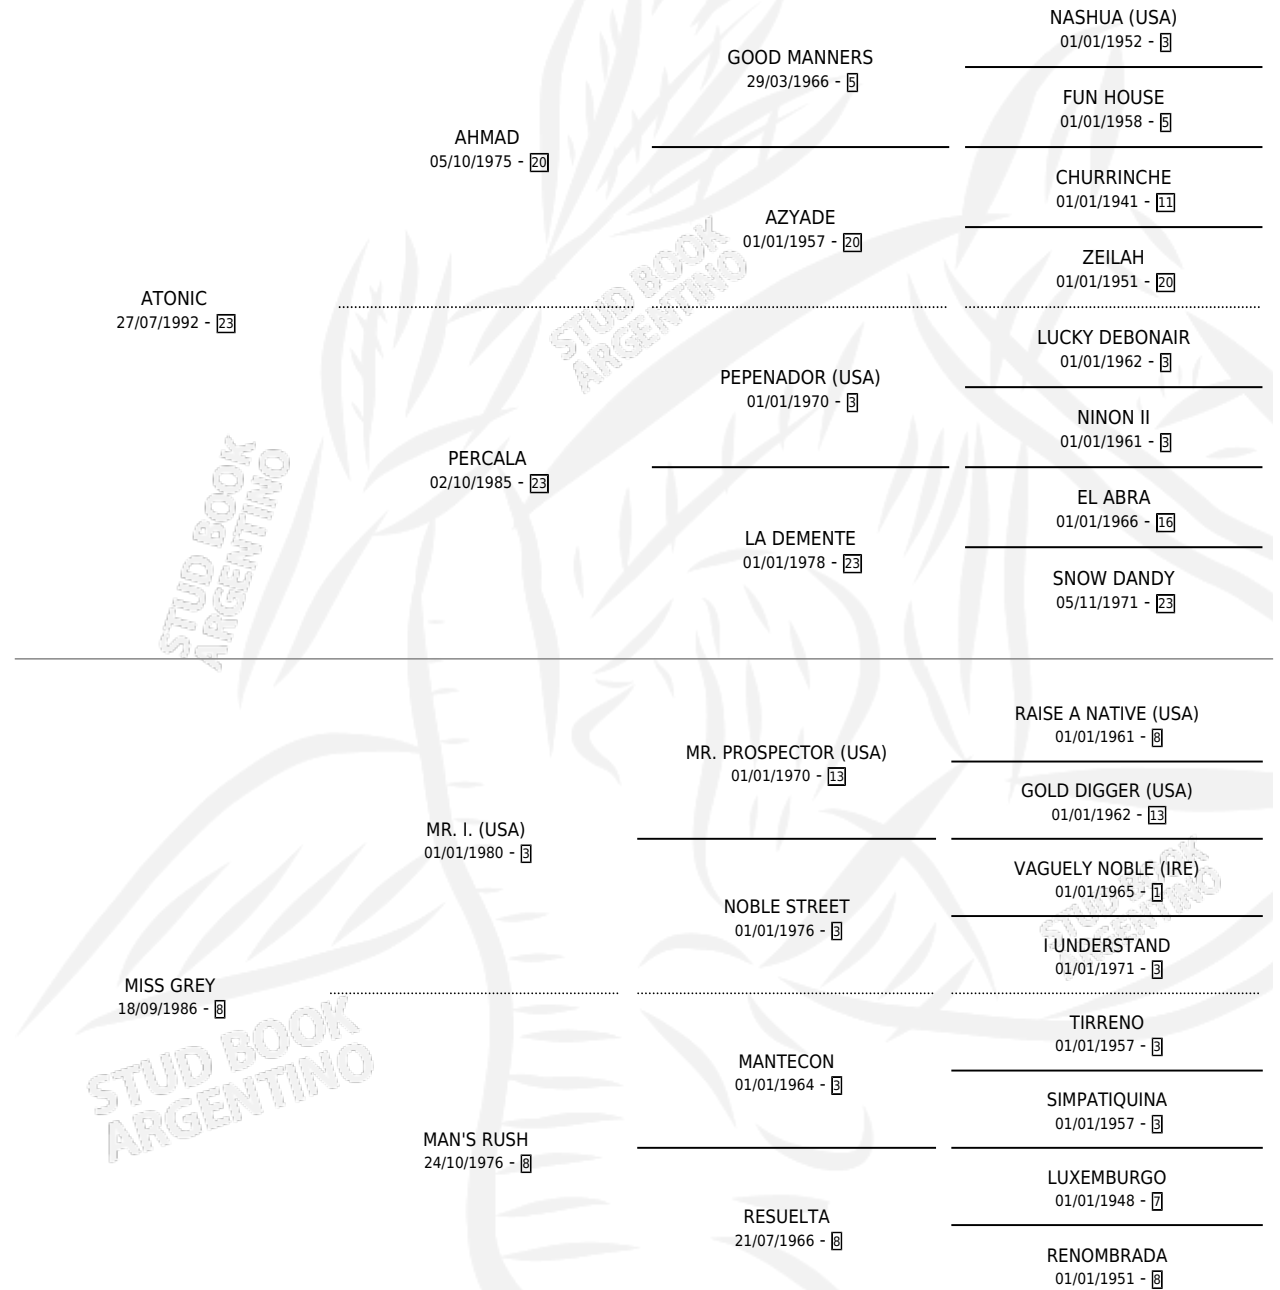 NASHUA (USA)
01/01/1952 - 3
GOOD MANNERS
29/03/1966 - 5
FUN HOUSE
01/01/1958 - 5
AHMAD
05/10/1975 - 20
CHURRINCHE
01/01/1941 - 11
AZYADE
01/01/1957 - 20
ZEILAH
01/01/1951 - 20
ATONIC
27/07/1992 - 23
STUD BOOK
ARGENTINO
LUCKY DEBONAIR
01/01/1962 - 3
PEPENADOR (USA)
01/01/1970 - 3
NINON II
01/01/1961 - 3
PERCALA
02/10/1985 - 23
EL ABRA
01/01/1966 - 16
LA DEMENTE
01/01/1978 - 23
SNOW DANDY
05/11/1971 - 23
STUD BOOK
ARGENTINO
RAISE A NATIVE (USA)
01/01/1961 - 8
MR. PROSPECTOR (USA)
01/01/1970 - 13
GOLD DIGGER (USA)
01/01/1962 - 13
MR. I. (USA)
01/01/1980 - 3
VAGUELY NOBLE (IRE)
01/01/1965 - 1
NOBLE STREET
01/01/1976 - 3
STUD BOOK
ARGENTINO
I UNDERSTAND
01/01/1971 - 3
MISS GREY
18/09/1986 - 8
STUD BOOK
ARGENTINO
TIRRENO
01/01/1957 - 3
MANTECON
01/01/1964 - 3
SIMPATIQUINA
01/01/1957 - 3
MAN'S RUSH
24/10/1976 - 8
LUXEMBURGO
01/01/1948 - 7
RESUELTA
21/07/1966 - 8
RENOMBRADA
01/01/1951 - 8